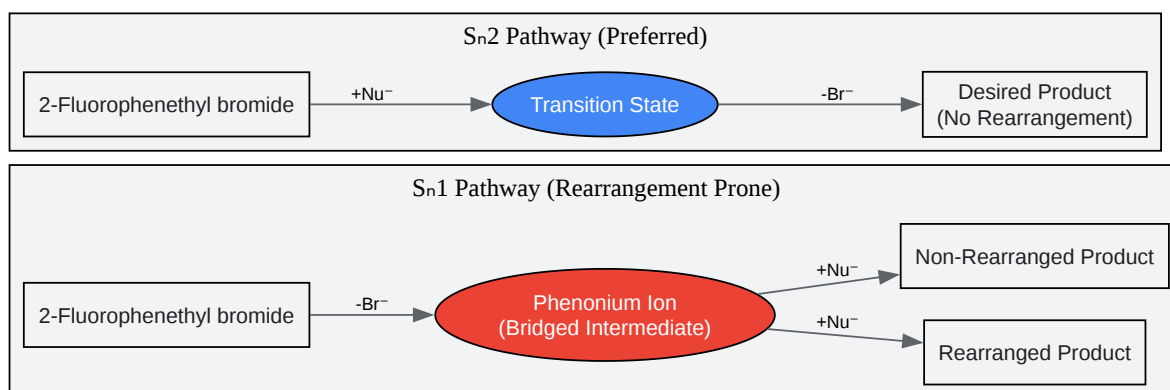 Sₙ2 Pathway (Preferred)
2-Fluorophenethyl bromide
+Nu⁻
Transition State
-Br⁻
Desired Product
(No Rearrangement)
Sₙ1 Pathway (Rearrangement Prone)
2-Fluorophenethyl bromide
-Br⁻
Phenonium Ion
(Bridged Intermediate)
+Nu⁻
Non-Rearranged Product
+Nu⁻
Rearranged Product